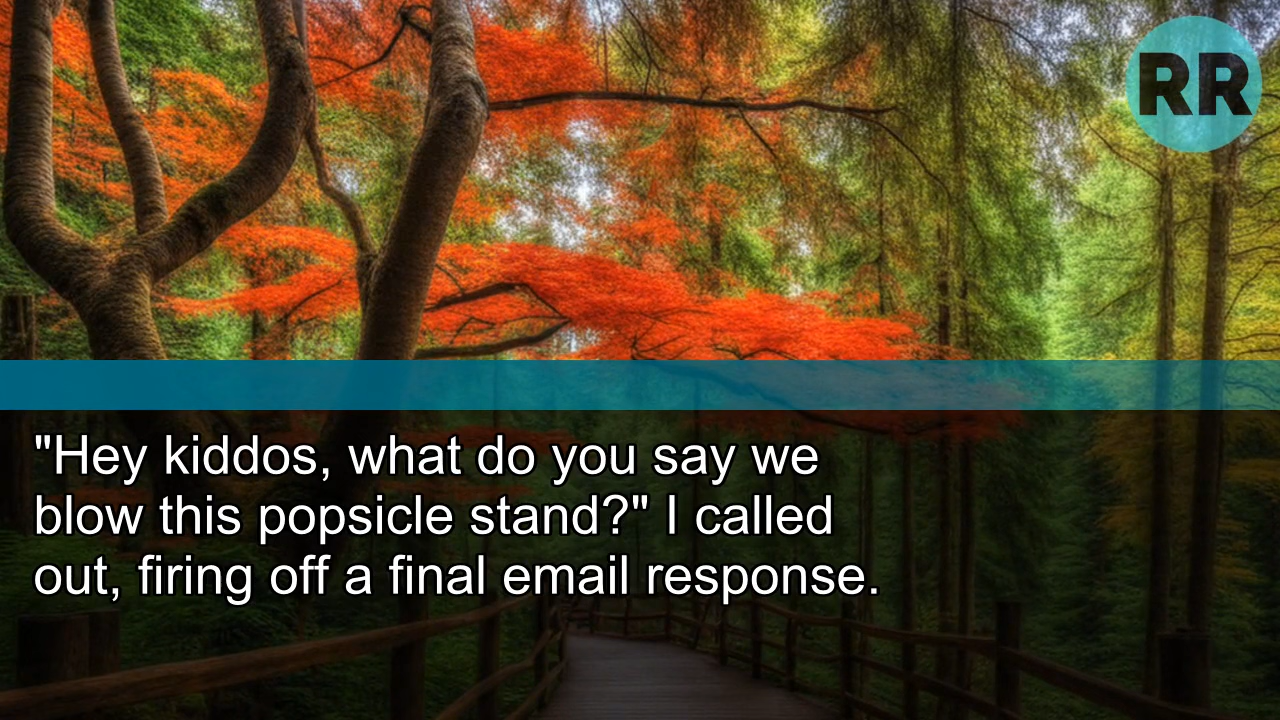 RR
"Hey kiddos, what do you say we
blow this popsicle stand?" I called
out, firing off a final email response.